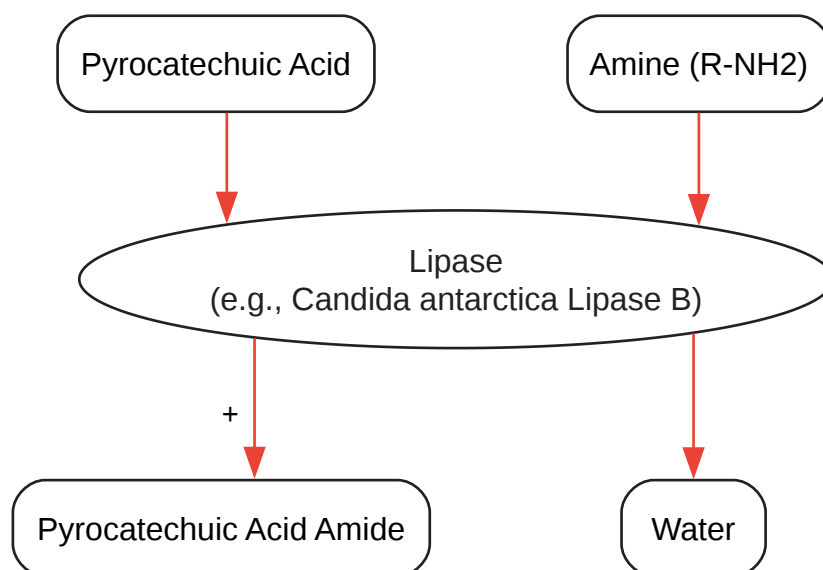 Pyrocatechuic Acid
Amine (R-NH2)
Lipase
(e.g., Candida antarctica Lipase B)
+
Pyrocatechuic Acid Amide
Water